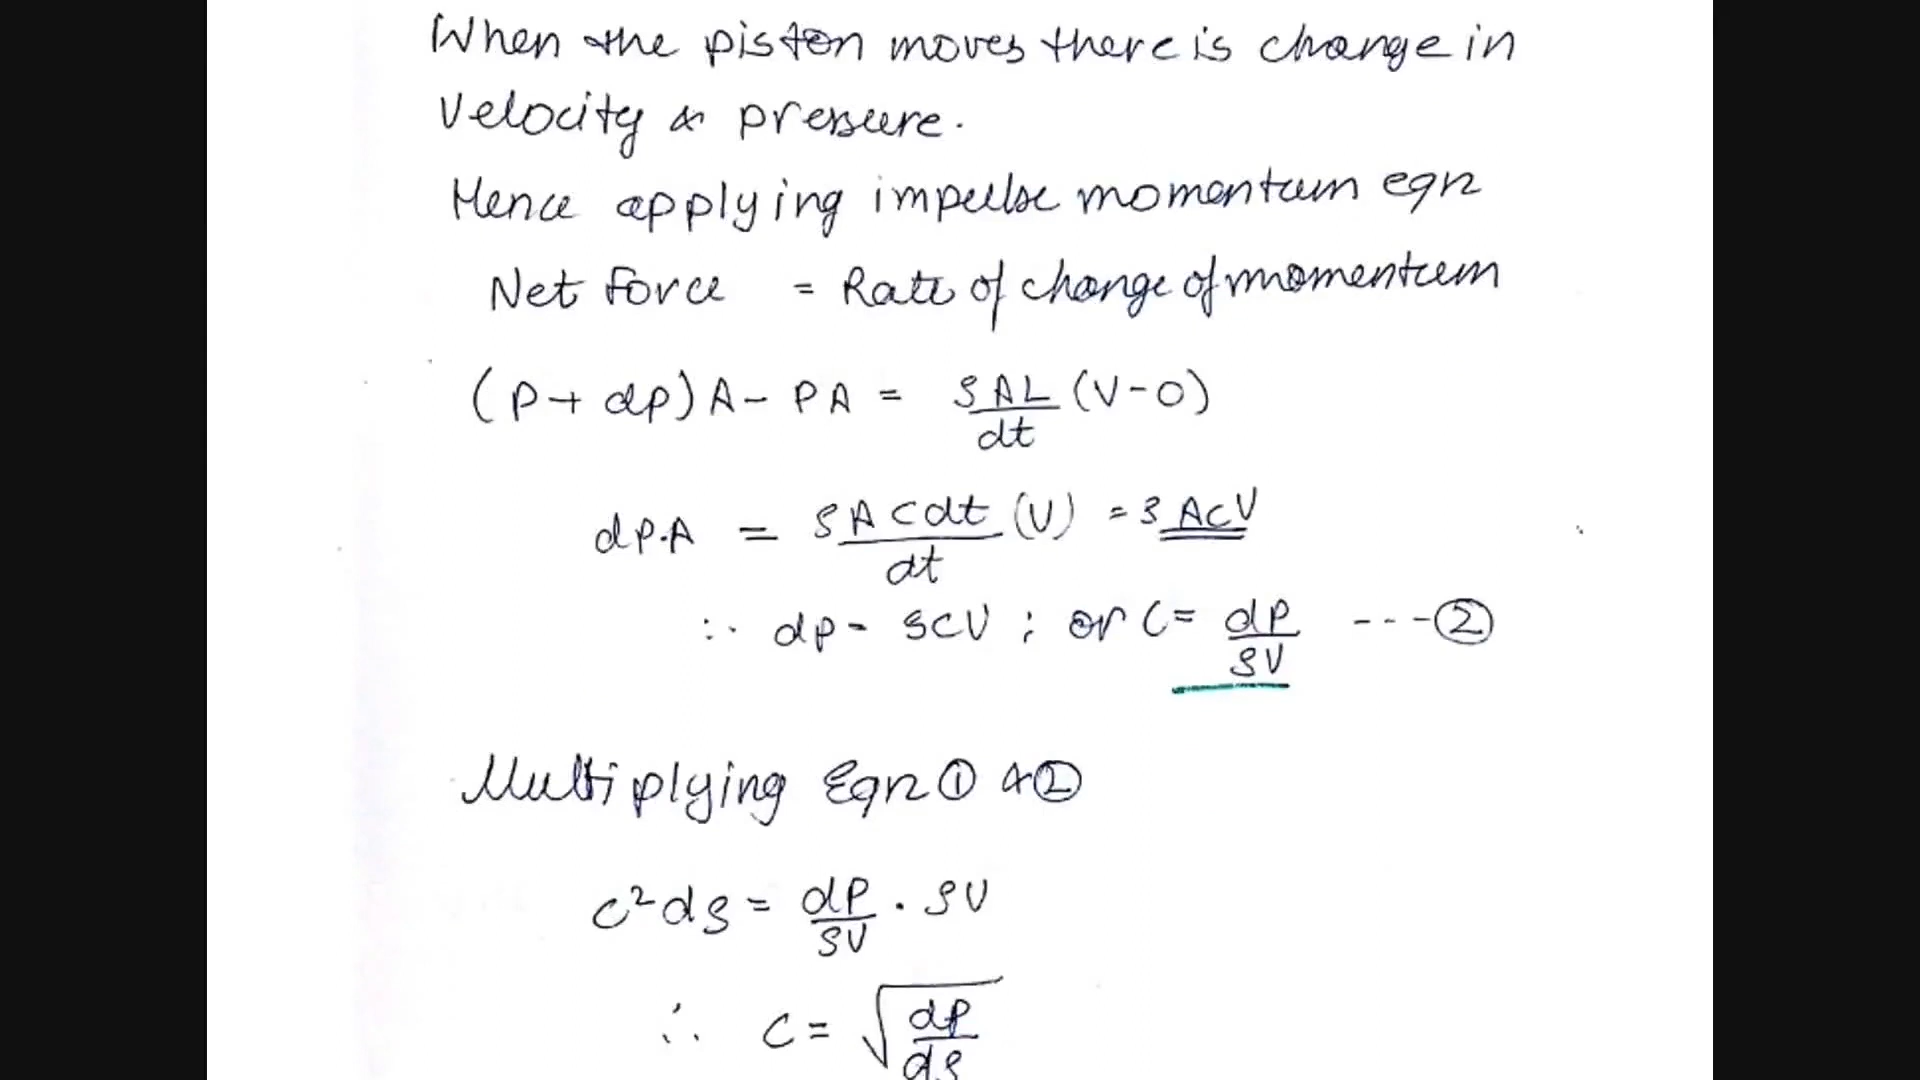 When the piston moves there is change in
Velocity & pressure.
Hence applying impulse momentum eqn
Net Force = Rate of change of momentum
(P + dp) A - PA = ρAL/dt (V-0)
dP.A = ρA c dt/dt (V) = ρ A C V
∴ dp = ρCV ; or C = dP/ρV ---②
Multiplying Eqn ① & ②
c²dρ = dP/ρV . ρV
∴ C = √dP/dρ